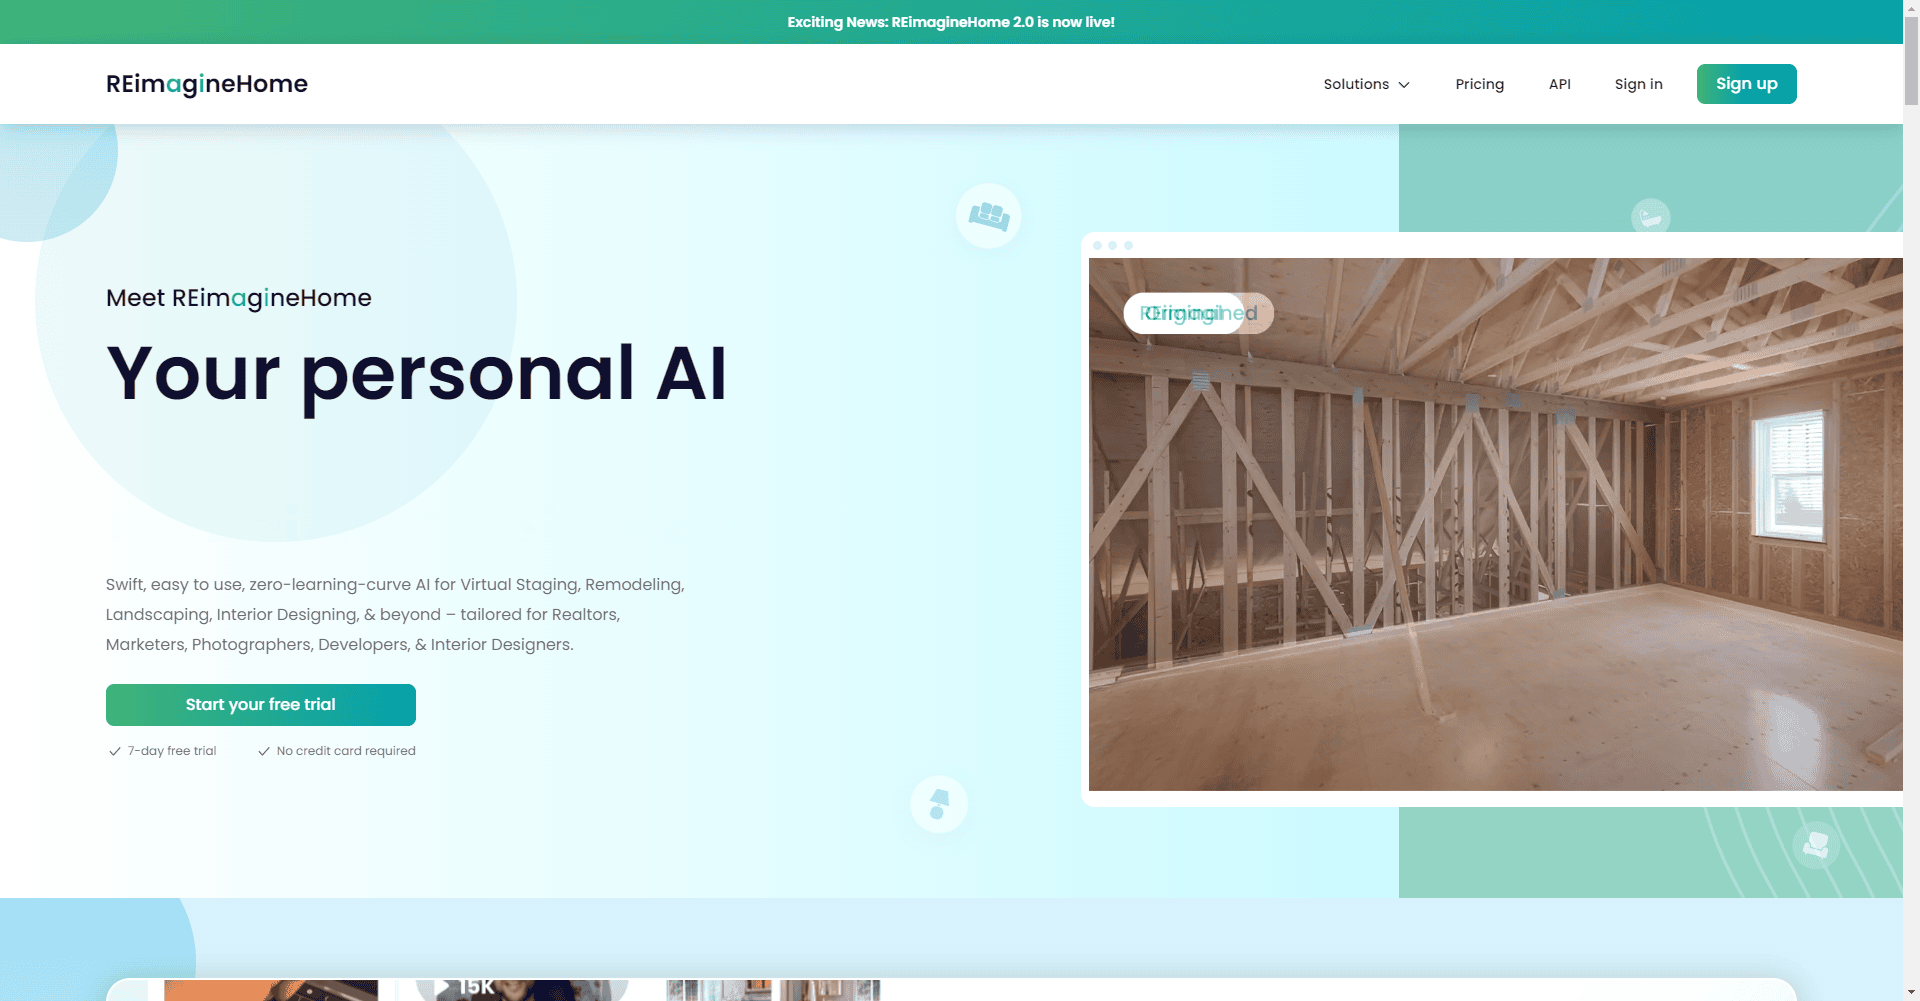 Exciting News: REimagineHome 2.0 is now live!
REimagineHome
Solutions
Pricing
API
Sign in
Sign up
Meet REimagineHome
Your personal AI
Original
REimagined
Swift, easy to use, zero-learning-curve AI for Virtual Staging, Remodeling,
Landscaping, Interior Designing, & beyond – tailored for Realtors,
Marketers, Photographers, Developers, & Interior Designers.
Start your free trial
7-day free trial
No credit card required
15K